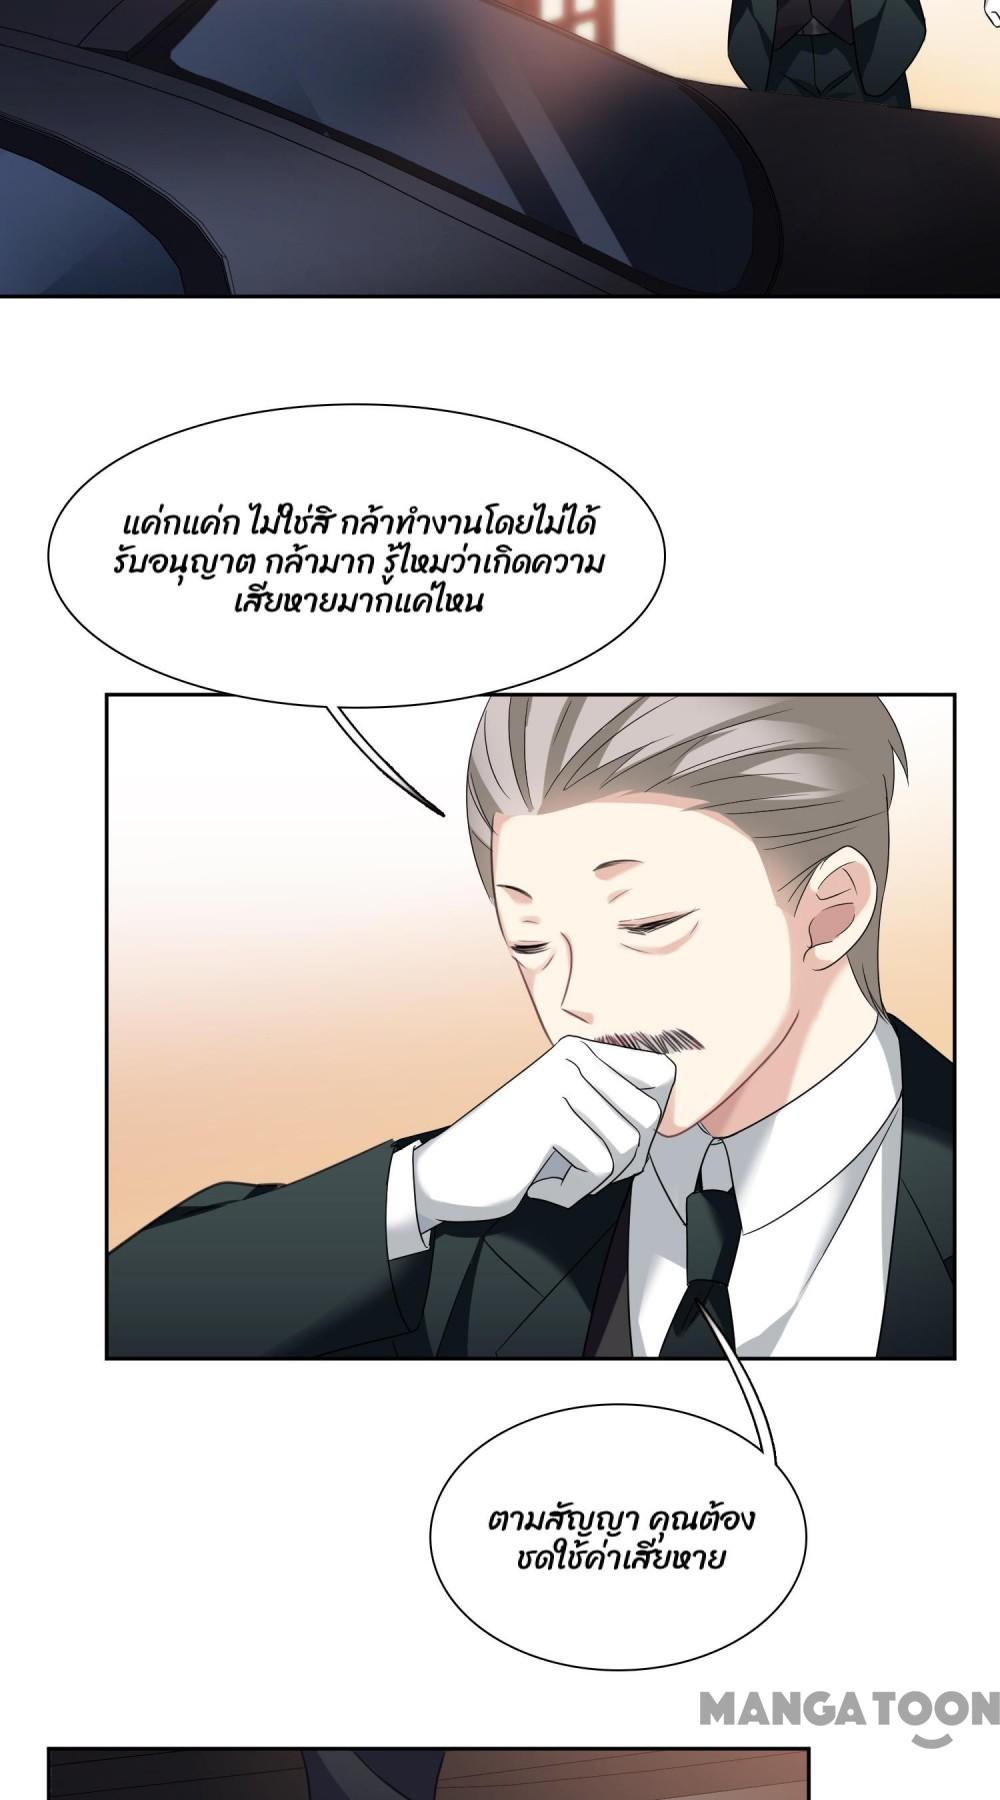 แค่กแค่ก ไม่ใช่สิ กล้าทำงานโดยไม่ได้
รับอนุญาต กล้ามาก รู้ไหมว่าเกิดความ
เสียหายมากแค่ไหน
ตามสัญญา คุณต้อง
ชดใช้ค่าเสียหาย
MANGATOON